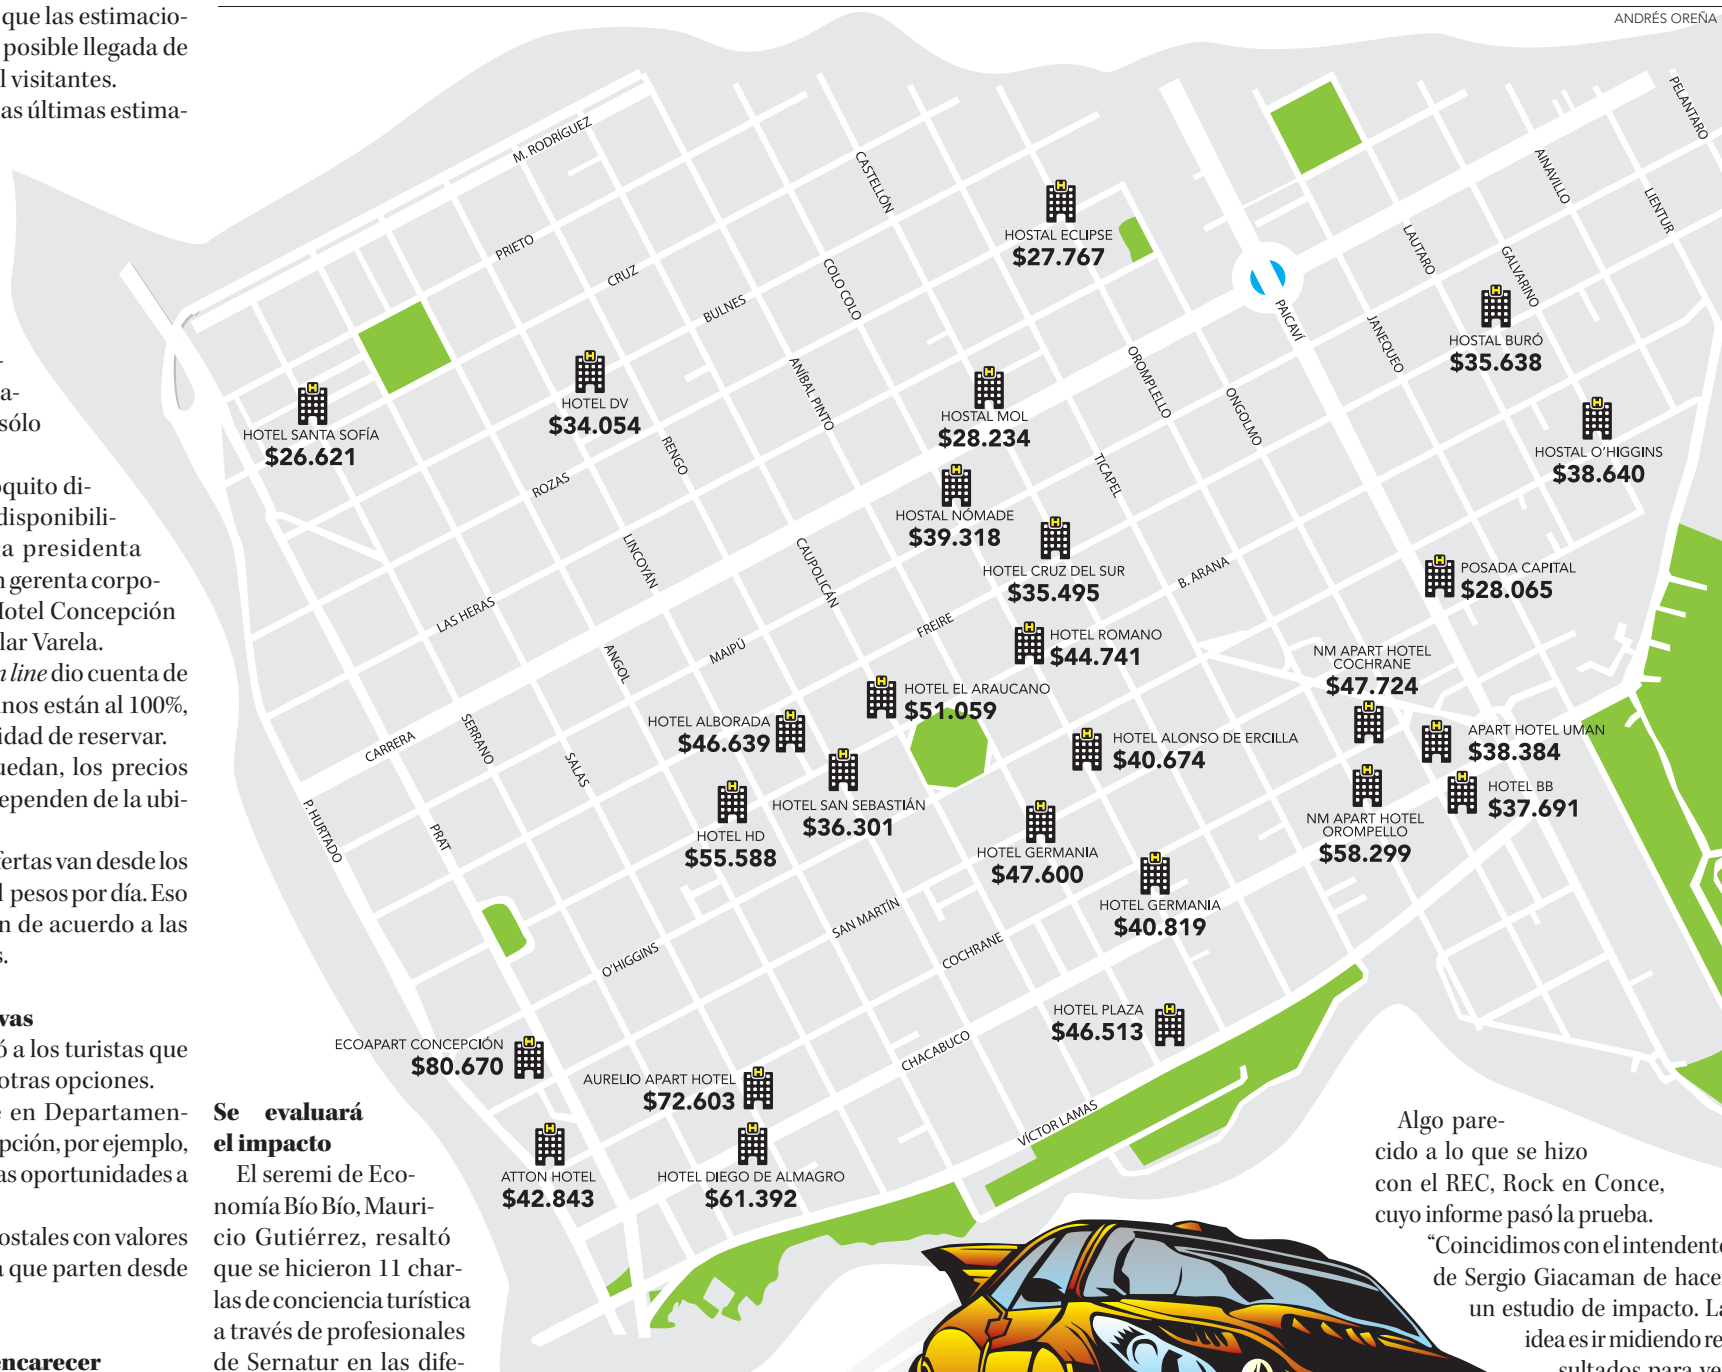 que las estimacio-
posible llegada de
l visitantes.
as últimas estima-
-
a-
sólo
quito di-
disponibili-
a presidenta
n gerenta corpo-
Hotel Concepción
lar Varela.
n line dio cuenta de
nos están al 100%,
idad de reservar.
uedan, los precios
ependen de la ubi-
fertas van desde los
l pesos por día. Eso
n de acuerdo a las
s.
vas
ó a los turistas que
otras opciones.
e en Departamen-
pción, por ejemplo,
as oportunidades a
ostales con valores
a que parten desde
encarecer
Se evaluará
el impacto
El seremi de Eco-
nomía Bío Bío, Mauri-
cio Gutiérrez, resaltó
que se hicieron 11 char-
las de conciencia turística
a través de profesionales
de Sernatur en las dife-
ANDRÉS OREÑA
M. RODRÍGUEZ
PRIETO
CRUZ
BULNES
CASTELLÓN
COLO COLO
ANÍBAL PINTO
HOSTAL ECLIPSE
$27.767
PELANTARO
AINAVILLO
LIENTUR
LAUTARO
GALVARINO
PAICAVÍ
JANEQUEO
HOSTAL BURÓ
$35.638
OROMPLELLO
ONGOLMO
HOTEL DV
$34.054
HOTEL SANTA SOFÍA
$26.621
HOSTAL MOL
$28.234
HOSTAL O'HIGGINS
$38.640
RENGO
ROZAS
TICAPEL
HOSTAL NÓMADE
$39.318
LINCOYÁN
CAUPOLICÁN
HOTEL CRUZ DEL SUR
$35.495
B. ARANA
POSADA CAPITAL
$28.065
LAS HERAS
FREIRE
MAIPÚ
ANGOL
HOTEL ROMANO
$44.741
NM APART HOTEL
COCHRANE
$47.724
HOTEL EL ARAUCANO
$51.059
HOTEL ALBORADA
$46.639
CARRERA
SERRANO
SALAS
HOTEL ALONSO DE ERCILLA
$40.674
APART HOTEL UMAN
$38.384
HOTEL BB
$37.691
HOTEL SAN SEBASTIÁN
$36.301
P. HURTADO
PRAT
HOTEL HD
$55.588
NM APART HOTEL
OROMPELLO
$58.299
HOTEL GERMANIA
$47.600
HOTEL GERMANIA
$40.819
SAN MARTÍN
O'HIGGINS
COCHRANE
HOTEL PLAZA
$46.513
CHACABUCO
ECOAPART CONCEPCIÓN
$80.670
AURELIO APART HOTEL
$72.603
VÍCTOR LAMAS
ATTON HOTEL
$42.843
HOTEL DIEGO DE ALMAGRO
$61.392
Algo pare-
cido a lo que se hizo
con el REC, Rock en Conce,
cuyo informe pasó la prueba.
“Coincidimos con el intendente
de Sergio Giacaman de hace
un estudio de impacto. La
idea es ir midiendo re
sultados para ve